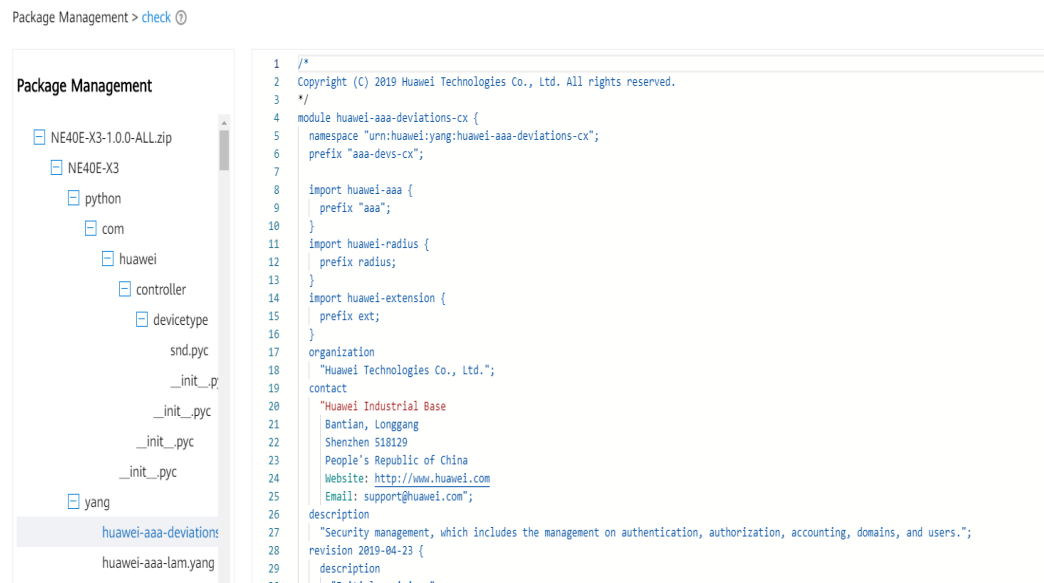 Package Management > check ?
Package Management
NE40E-X3-1.0.0-ALL.zip
NE40E-X3
python
com
huawei
controller
devicetype
snd.pyc
__init__.py
__init__.pyc
__init__.pyc
__init__.pyc
yang
huawei-aaa-deviations
huawei-aaa-lam.yang
1 /*
2 Copyright (C) 2019 Huawei Technologies Co., Ltd. All rights reserved.
3 */
4 module huawei-aaa-deviations-cx {
5 namespace "urn:huawei:yang:huawei-aaa-deviations-cx";
6 prefix "aaa-devs-cx";
7
8 import huawei-aaa {
9 prefix "aaa";
10 }
11 import huawei-radius {
12 prefix radius;
13 }
14 import huawei-extension {
15 prefix ext;
16 }
17 organization
18 "Huawei Technologies Co., Ltd.";
19 contact
20 "Huawei Industrial Base
21 Bantian, Longgang
22 Shenzhen 518129
23 People's Republic of China
24 Website: http://www.huawei.com
25 Email: support@huawei.com";
26 description
27 "Security management, which includes the management on authentication, authorization, accounting, domains, and users.";
28 revision 2019-04-23 {
29 description